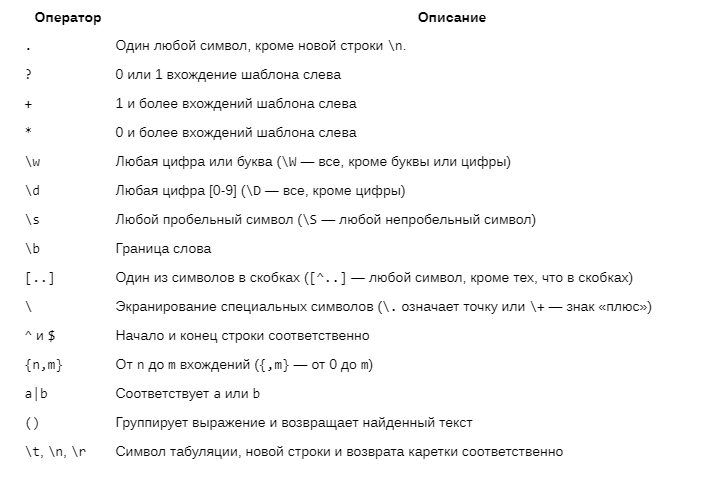 Оператор Описание
. Один любой символ, кроме новой строки \n.
? 0 или 1 вхождение шаблона слева
+ 1 и более вхождений шаблона слева
* 0 и более вхождений шаблона слева
\w Любая цифра или буква (\W — все, кроме буквы или цифры)
\d Любая цифра [0-9] (\D — все, кроме цифры)
\s Любой пробельный символ (\S — любой непробельный символ)
\b Граница слова
[..] Один из символов в скобках ([^..] — любой символ, кроме тех, что в скобках)
\ Экранирование специальных символов (\. означает точку или \+ — знак «плюс»)
^ и $ Начало и конец строки соответственно
{n,m} От n до m вхождений ({,m} — от 0 до m)
a|b Соответствует a или b
() Группирует выражение и возвращает найденный текст
\t, \n, \r Символ табуляции, новой строки и возврата каретки соответственно